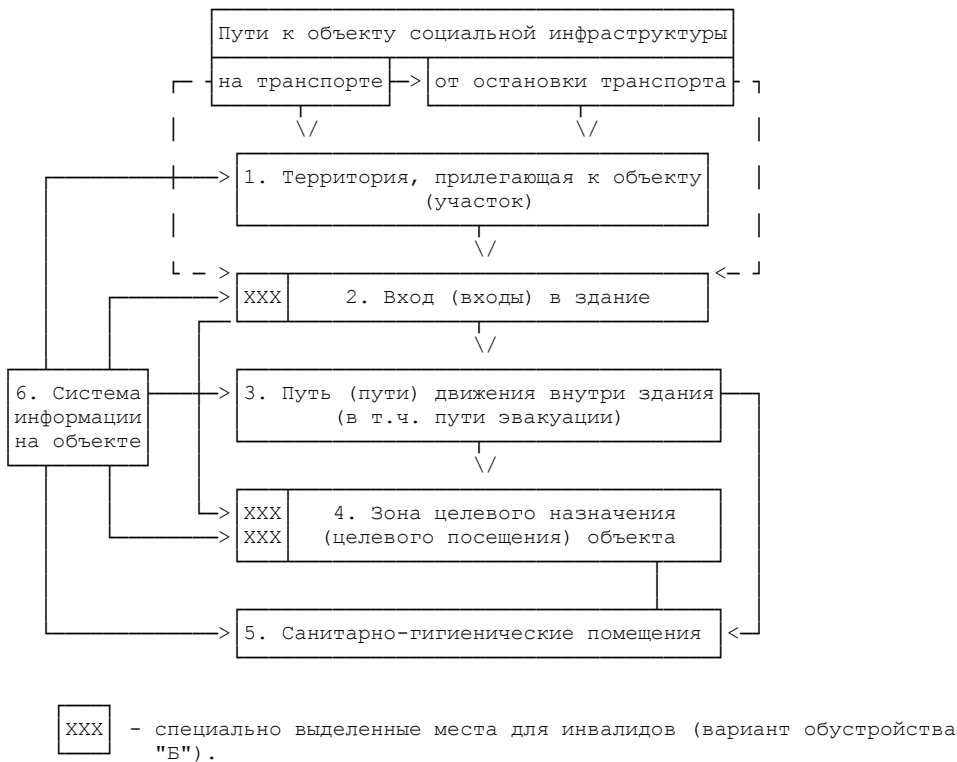 Пути к объекту социальной инфраструктуры
на транспорте
от остановки транспорта
1. Территория, прилегающая к объекту
(участок)
XXX
2. Вход (входы) в здание
6. Система
информации
на объекте
3. Путь (пути) движения внутри здания
(в т.ч. пути эвакуации)
XXX
XXX
4. Зона целевого назначения
(целевого посещения) объекта
5. Санитарно-гигиенические помещения
XXX
- специально выделенные места для инвалидов (вариант обустройства
"Б").